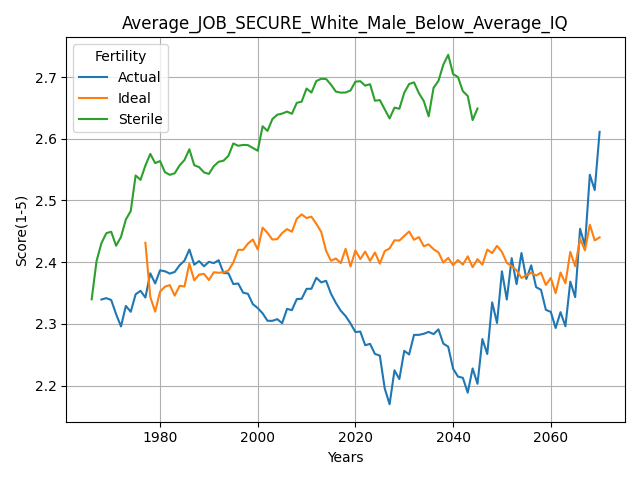 Average_JOB_SECURE_White_Male_Below_Average_IQ
Fertility
Actual
Ideal
Sterile
Score(1-5)
2.7
2.6
2.5
2.4
2.3
2.2
1980 2000 2020 2040 2060
Years